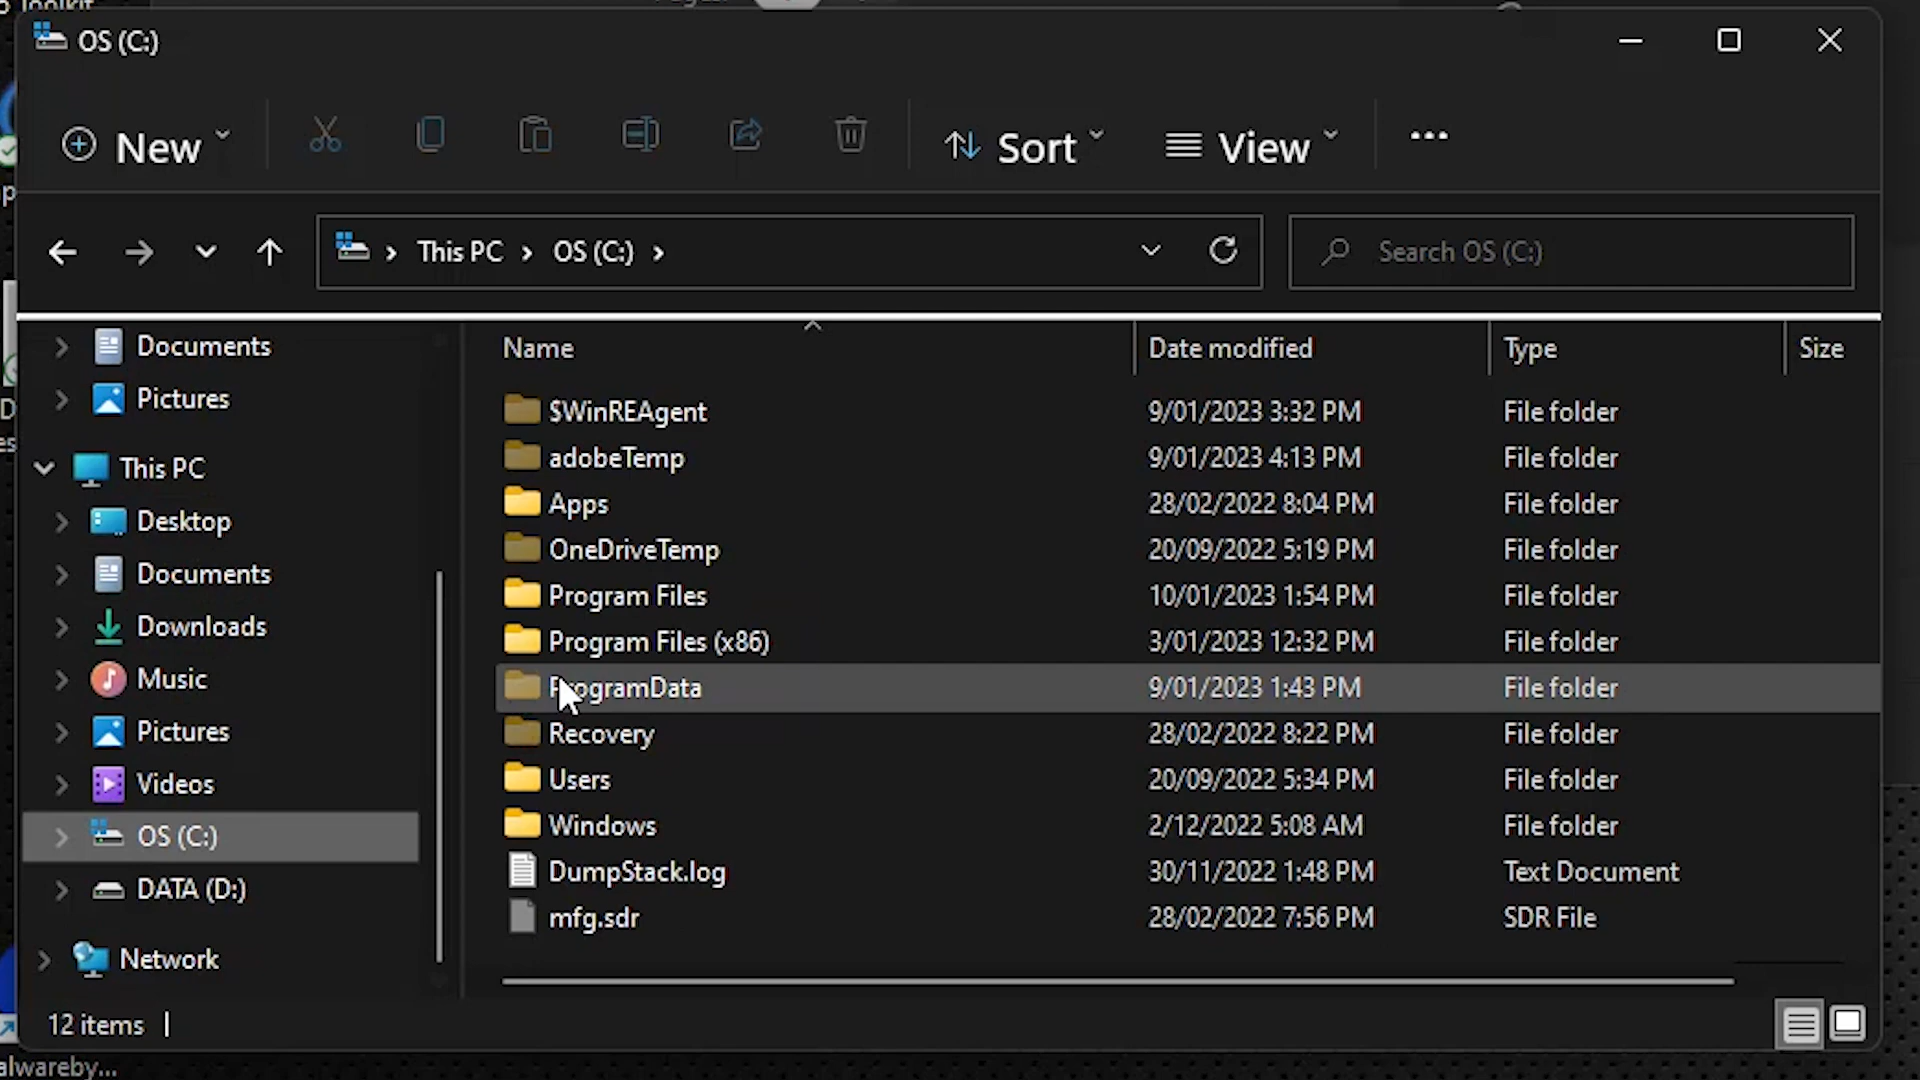 OS (C:)
New
Sort
View
This PC
OS (C:)
Search OS (C:)
Documents
Pictures
This PC
Desktop
Documents
Downloads
Music
Pictures
Videos
OS (C:)
DATA (D:)
Network
Name Date modified Type Size
$WinREAgent 9/01/2023 3:32 PM File folder
adobeTemp 9/01/2023 4:13 PM File folder
Apps 28/02/2022 8:04 PM File folder
OneDriveTemp 20/09/2022 5:19 PM File folder
Program Files 10/01/2023 1:54 PM File folder
Program Files (x86) 3/01/2023 12:32 PM File folder
ProgramData 9/01/2023 1:43 PM File folder
Recovery 28/02/2022 8:22 PM File folder
Users 20/09/2022 5:34 PM File folder
Windows 2/12/2022 5:08 AM File folder
DumpStack.log 30/11/2022 1:48 PM Text Document
mfg.sdr 28/02/2022 7:56 PM SDR File
12 items
alwareby...